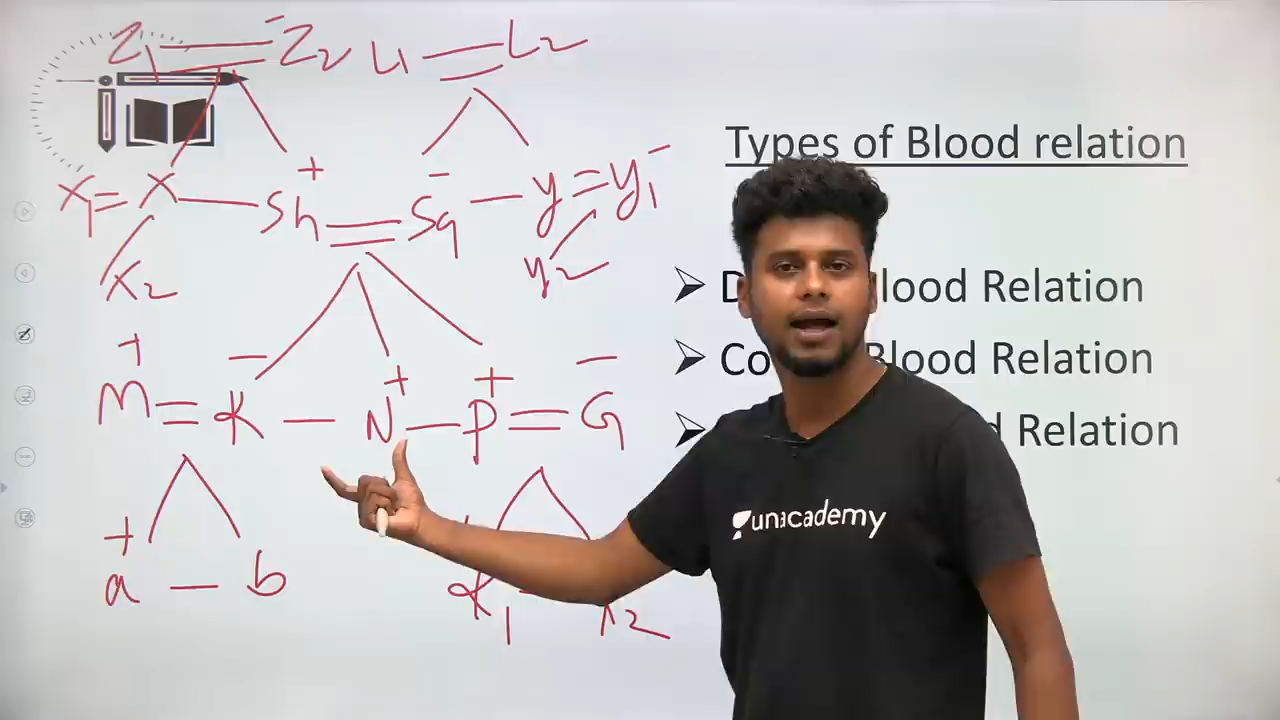 Z1 = Z2 L1 = L2
Types of Blood relation
X1 = X — Sh = Sq — y = y1
+ - -
X2 y2
Blood Relation
Blood Relation
Relation
+ - + + -
M = K — N — P = G
unacademy
+
a — b K1